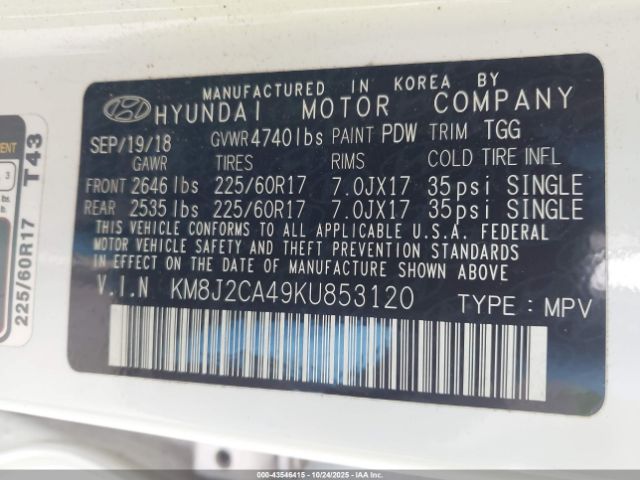 MANUFACTURED IN KOREA BY
HYUNDAI MOTOR COMPANY
SEP/19/18 GVWR 4740 lbs PAINT PDW TRIM TGG
GAWR TIRES RIMS COLD TIRE INFL
FRONT 2646 lbs 225/60R17 7.0JX17 35psi SINGLE
REAR 2535 lbs 225/60R17 7.0JX17 35psi SINGLE
THIS VEHICLE CONFORMS TO ALL APPLICABLE U.S.A. FEDERAL
MOTOR VEHICLE SAFETY AND THEFT PREVENTION STANDARDS
IN EFFECT ON THE DATE OF MANUFACTURE SHOWN ABOVE.
V.I.N KM8J2CA49KU853120 TYPE : MPV
225/60R17 T43
3
000-43546415 - 10/24/2025 - IAAI.COM